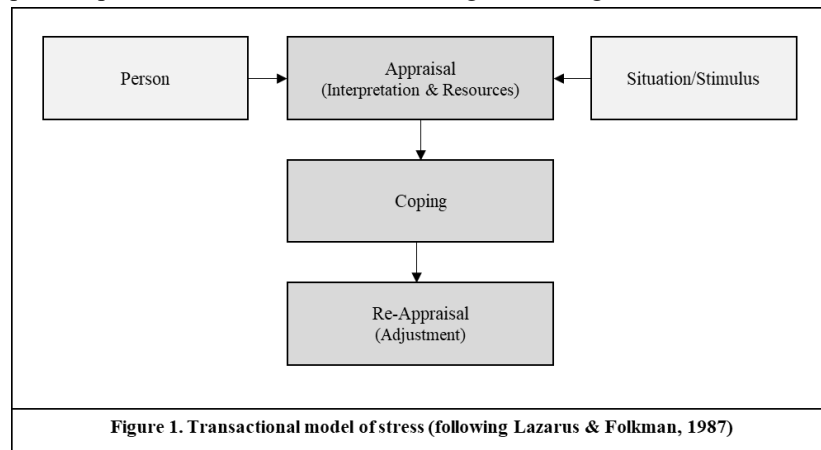 Person
Appraisal
(Interpretation & Resources)
Situation/Stimulus
Coping
Re-Appraisal
(Adjustment)
Figure 1. Transactional model of stress (following Lazarus & Folkman, 1987)